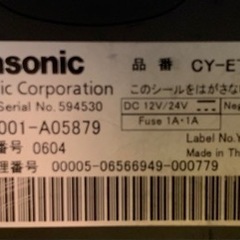 asonic 品番 CY-ET
ic Corporation このシールをはがさな
Serial No. 594530 DC 12V/24V Neg
001-A05879 Fuse 1A・1A
番号 0604 Label No.Y
Made in Th
理番号 00005-06566949-000779